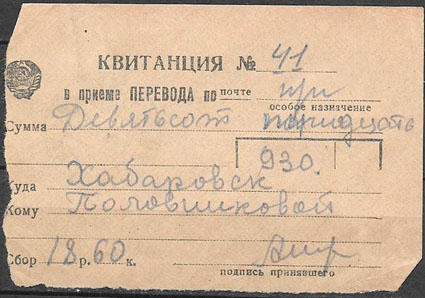 КВИТАНЦИЯ № 41
в приеме ПЕРЕВОДА по почте
особое назначение
Сумма Девятьсот тридцать
930.
Куда Хабаровск
Кому Половинковой
Сбор 18 р. 60 к.
подпись принявшего